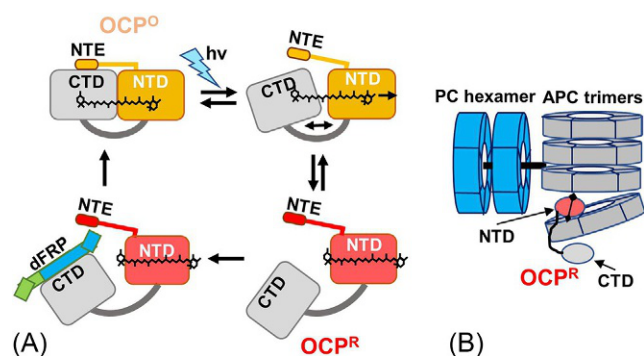 OCPᴼ
NTE
CTD
NTD
hv
NTE
CTD
NTD
NTE
dFRP
CTD
NTD
NTE
NTD
CTD
OCPᴿ
(A)
PC hexamer
APC trimers
NTD
OCPᴿ
CTD
(B)